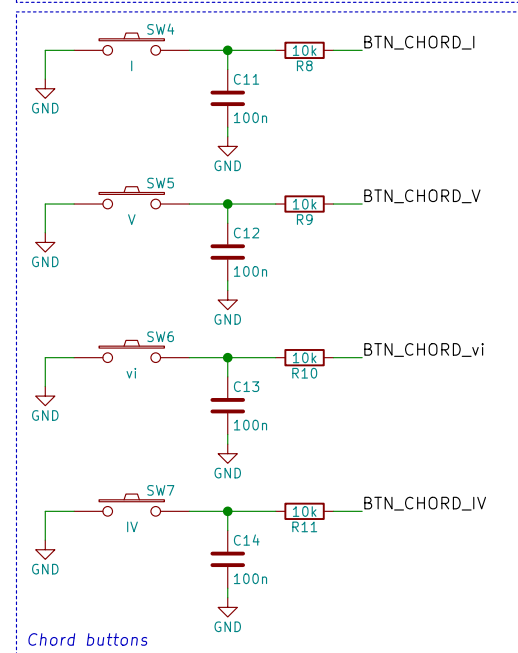 SW4
I
GND
C11
100n
GND
10k
R8
BTN_CHORD_I
SW5
V
GND
C12
100n
GND
10k
R9
BTN_CHORD_V
SW6
vi
GND
C13
100n
GND
10k
R10
BTN_CHORD_vi
SW7
IV
GND
C14
100n
GND
10k
R11
BTN_CHORD_IV
Chord buttons